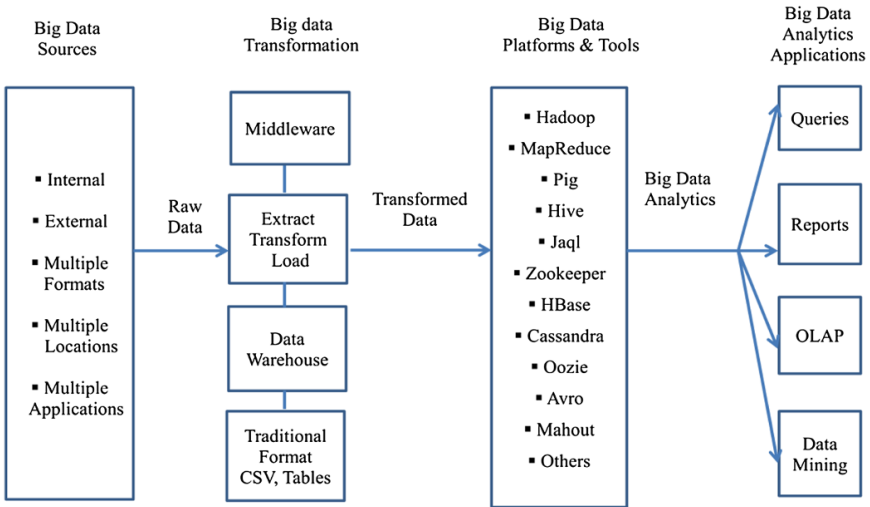 Big Data
Sources
Big data
Transformation
Big Data
Platforms & Tools
Big Data
Analytics
Applications
▪ Internal
▪ External
▪ Multiple
Formats
▪ Multiple
Locations
▪ Multiple
Applications
Raw
Data
Middleware
Extract
Transform
Load
Data
Warehouse
Traditional
Format
CSV, Tables
Transformed
Data
▪ Hadoop
▪ MapReduce
▪ Pig
▪ Hive
▪ Jaql
▪ Zookeeper
▪ HBase
▪ Cassandra
▪ Oozie
▪ Avro
▪ Mahout
▪ Others
Big Data
Analytics
Queries
Reports
OLAP
Data
Mining